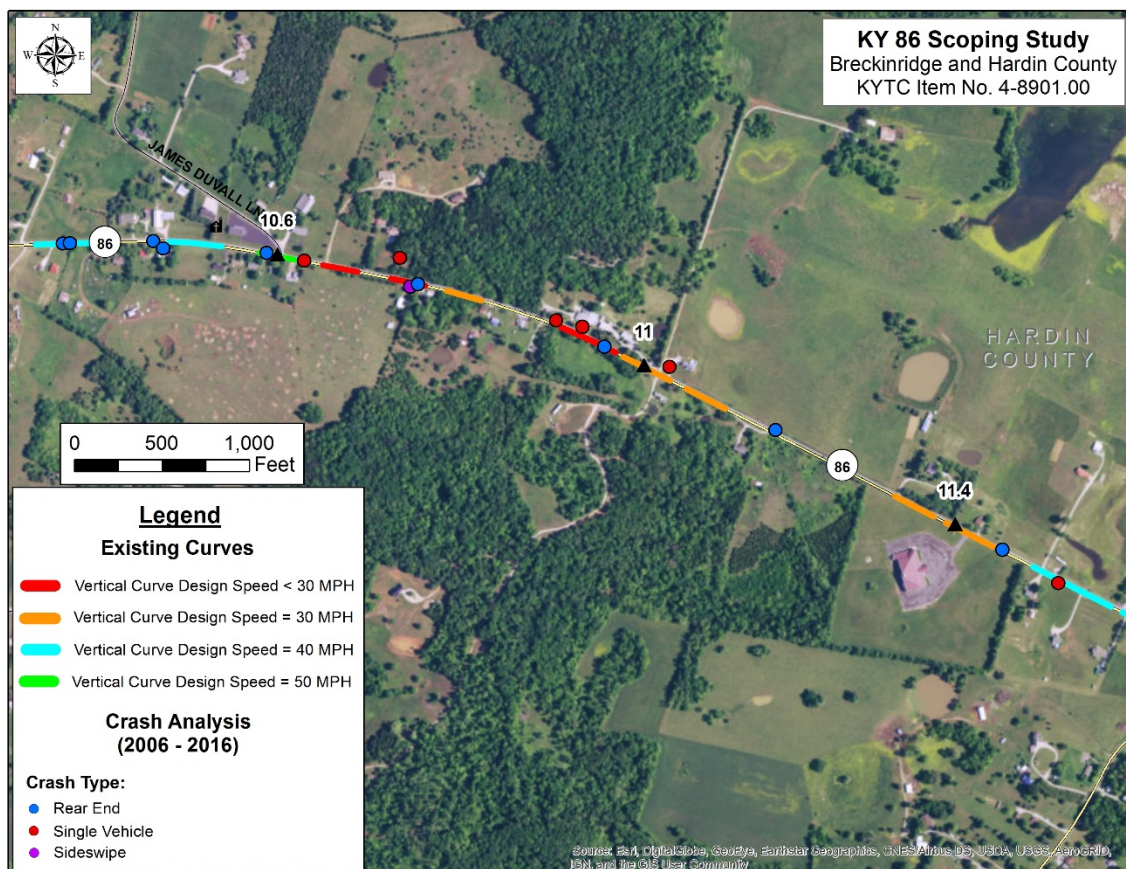 N
W E
S
KY 86 Scoping Study
Breckinridge and Hardin County
KYTC Item No. 4-8901.00
JAMES DUVALL LN
10.6
86
11
HARDIN
COUNTY
0 500 1,000
Feet
86
11.4
Legend
Existing Curves
Vertical Curve Design Speed < 30 MPH
Vertical Curve Design Speed = 30 MPH
Vertical Curve Design Speed = 40 MPH
Vertical Curve Design Speed = 50 MPH
Crash Analysis
(2006 - 2016)
Crash Type:
Rear End
Single Vehicle
Sideswipe
Source: Esri, DigitalGlobe, GeoEye, Earthstar Geographics, CNES/Airbus DS, USDA, USGS, AeroGRID,
IGN, and the GIS User Community